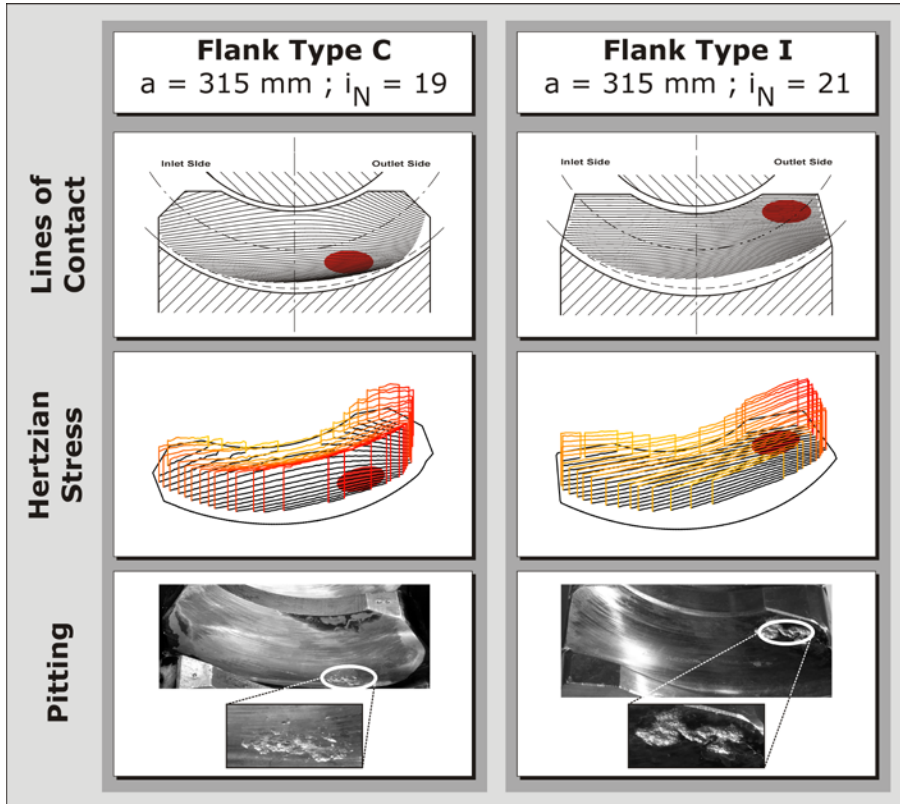 Flank Type C
a = 315 mm ; iN = 19
Flank Type I
a = 315 mm ; iN = 21
Lines of
Contact
Inlet Side
Outlet Side
Inlet Side
Outlet Side
Hertzian
Stress
Pitting